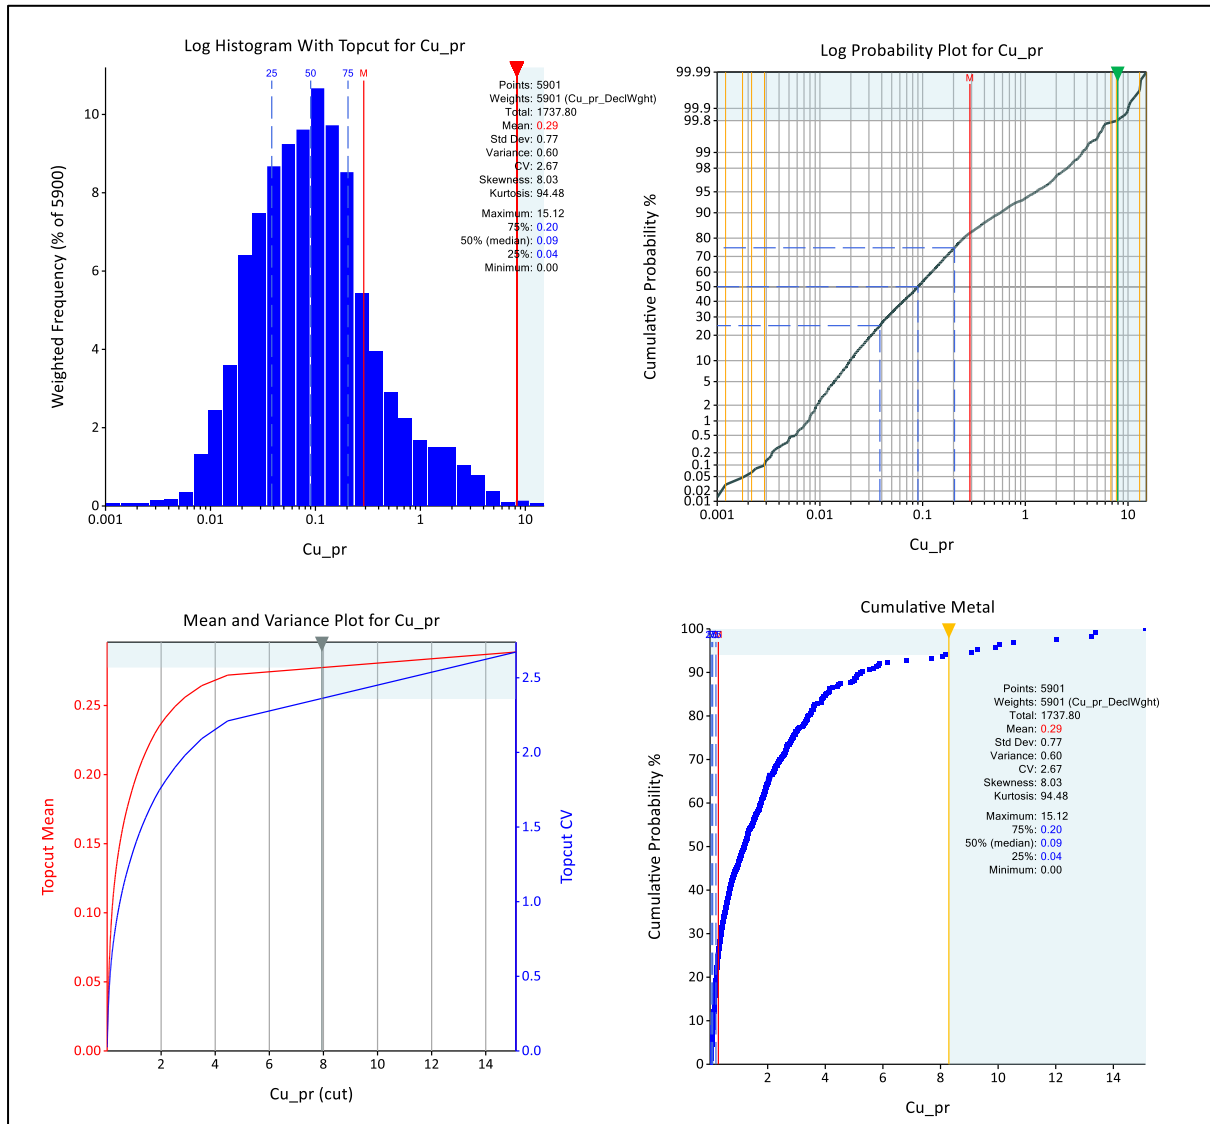 Log Histogram With Topcut for Cu_pr
25 50 75 M
Points: 5901
Weights: 5901 (Cu_pr_DeclWght)
Total: 1737.80
Mean: 0.29
Std Dev: 0.77
Variance: 0.60
CV: 2.67
Skewness: 8.03
Kurtosis: 94.48
Maximum: 15.12
75%: 0.20
50% (median): 0.09
25%: 0.04
Minimum: 0.00
Weighted Frequency (% of 5900)
10
8
6
4
2
0
0.001 0.01 0.1 1 10
Cu_pr
Log Probability Plot for Cu_pr
M
Cumulative Probability %
99.99
99.9
99.8
99
98
95
90
80
70
60
50
40
30
20
10
5
2
1
0.5
0.2
0.1
0.05
0.02
0.01
0.001 0.01 0.1 1 10
Cu_pr
Mean and Variance Plot for Cu_pr
Topcut Mean
0.25
0.20
0.15
0.10
0.05
0.00
2 4 6 8 10 12 14
Cu_pr (cut)
2.5
2.0
1.5
1.0
0.5
0.0
Topcut CV
Cumulative Metal
Cumulative Probability %
100
90
80
70
60
50
40
30
20
10
0
Points: 5901
Weights: 5901 (Cu_pr_DeclWght)
Total: 1737.80
Mean: 0.29
Std Dev: 0.77
Variance: 0.60
CV: 2.67
Skewness: 8.03
Kurtosis: 94.48
Maximum: 15.12
75%: 0.20
50% (median): 0.09
25%: 0.04
Minimum: 0.00
2 4 6 8 10 12 14
Cu_pr